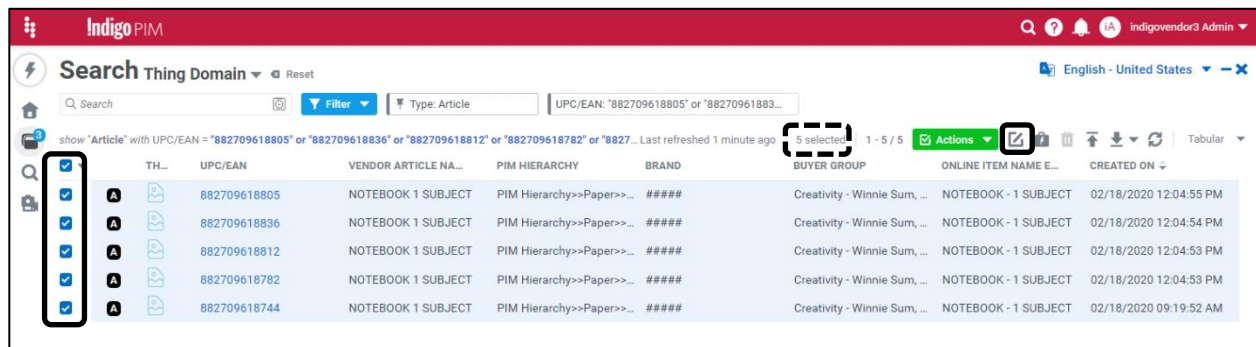 Indigo PIM
iA indigovendor3 Admin
Search Thing Domain Reset
English - United States
Search Filter Type: Article UPC/EAN: "882709618805" or "88270961883...
3 show "Article" with UPC/EAN = "882709618805" or "882709618836" or "882709618812" or "882709618782" or "8827... Last refreshed 1 minute ago 5 selected 1 - 5 / 5 Actions Tabular
TH... UPC/EAN VENDOR ARTICLE NA... PIM HIERARCHY BRAND BUYER GROUP ONLINE ITEM NAME E... CREATED ON
A 882709618805 NOTEBOOK 1 SUBJECT PIM Hierarchy>>Paper>>... ##### Creativity - Winnie Sum, ... NOTEBOOK - 1 SUBJECT 02/18/2020 12:04:55 PM
A 882709618836 NOTEBOOK 1 SUBJECT PIM Hierarchy>>Paper>>... ##### Creativity - Winnie Sum, ... NOTEBOOK - 1 SUBJECT 02/18/2020 12:04:54 PM
A 882709618812 NOTEBOOK 1 SUBJECT PIM Hierarchy>>Paper>>... ##### Creativity - Winnie Sum, ... NOTEBOOK - 1 SUBJECT 02/18/2020 12:04:53 PM
A 882709618782 NOTEBOOK 1 SUBJECT PIM Hierarchy>>Paper>>... ##### Creativity - Winnie Sum, ... NOTEBOOK - 1 SUBJECT 02/18/2020 12:04:53 PM
A 882709618744 NOTEBOOK 1 SUBJECT PIM Hierarchy>>Paper>>... ##### Creativity - Winnie Sum, ... NOTEBOOK - 1 SUBJECT 02/18/2020 09:19:52 AM